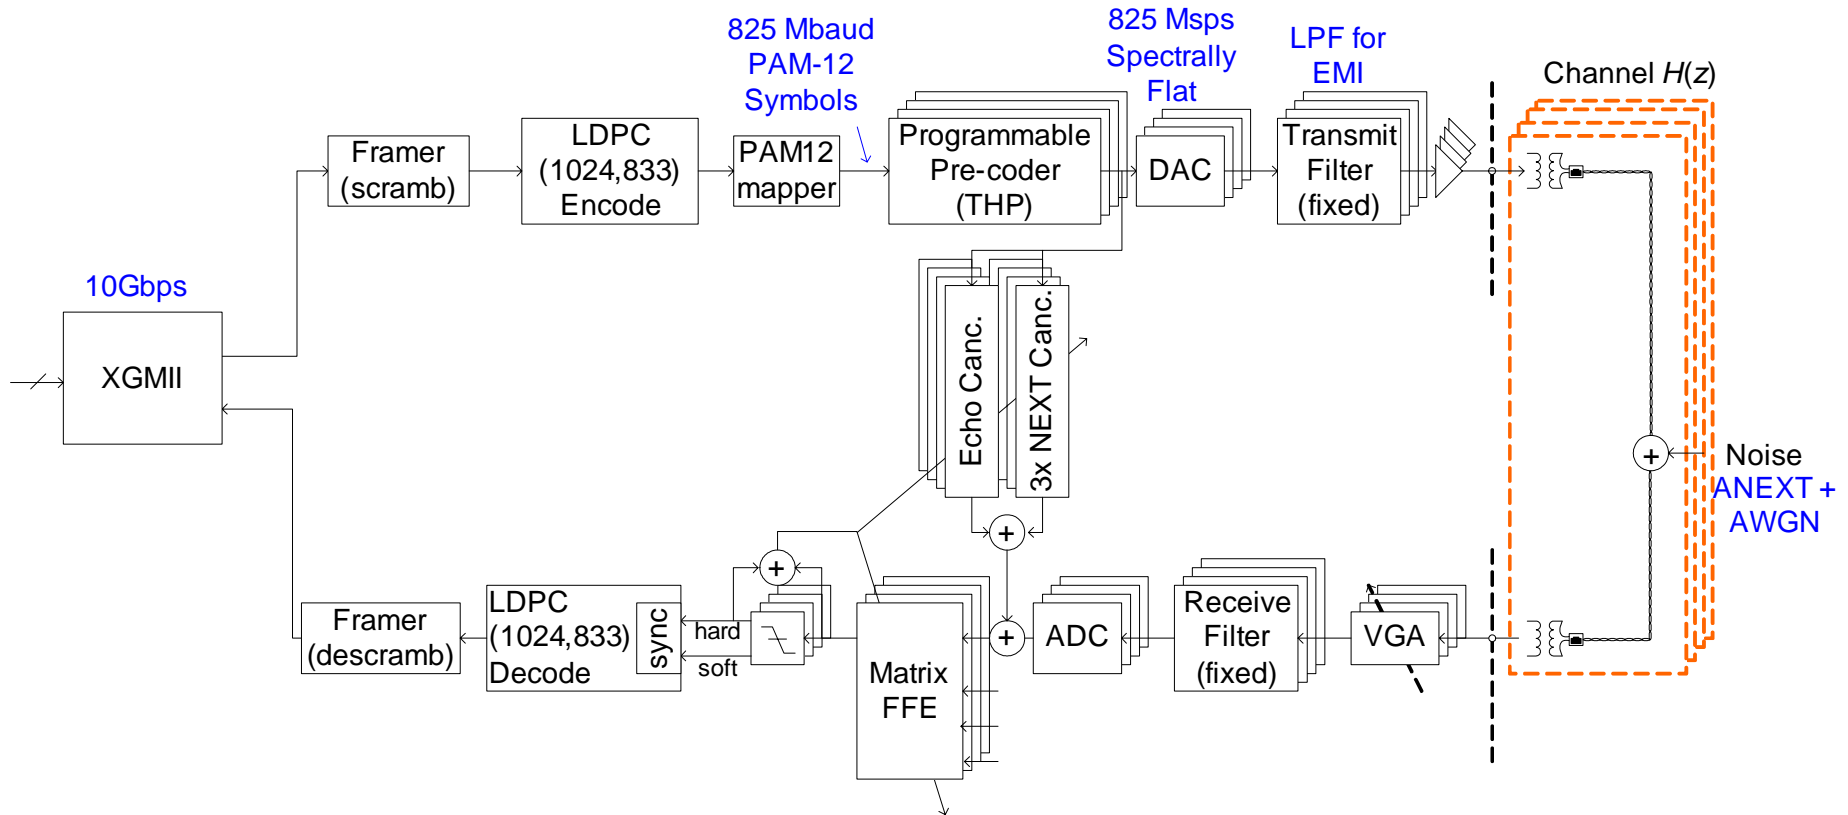 825 Mbaud
PAM-12
Symbols
825 Msps
Spectrally
Flat
LPF for
EMI
Channel H(z)
Framer
(scramb)
LDPC
(1024,833)
Encode
PAM12
mapper
Programmable
Pre-coder
(THP)
DAC
Transmit
Filter
(fixed)
10Gbps
XGMII
Echo Canc.
3x NEXT Canc.
+
+
Noise
ANEXT +
AWGN
+
Framer
(descramb)
LDPC
(1024,833)
Decode
sync
hard
soft
Matrix
FFE
+
ADC
Receive
Filter
(fixed)
VGA